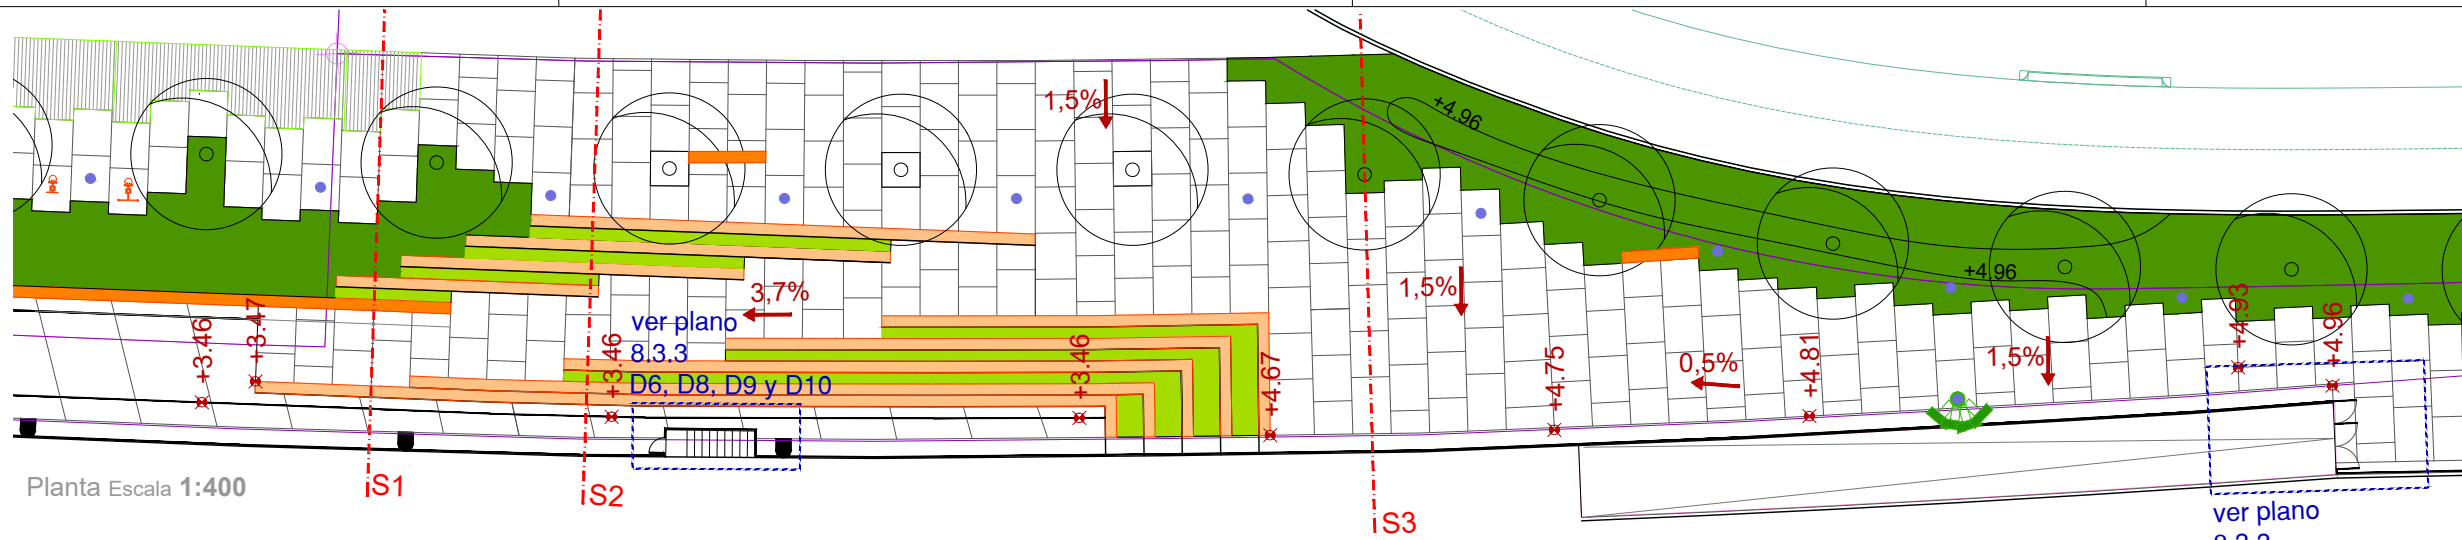 1,5%
+4.96
+4.96
3,7%
1,5%
ver plano
8.3.3
D6, D8, D9 y D10
+3.46
+3.47
+3.46
+3.46
+4.67
+4.75
0,5%
+4.81
1,5%
+4.93
+4.96
Planta Escala 1:400
S1
S2
S3
ver plano